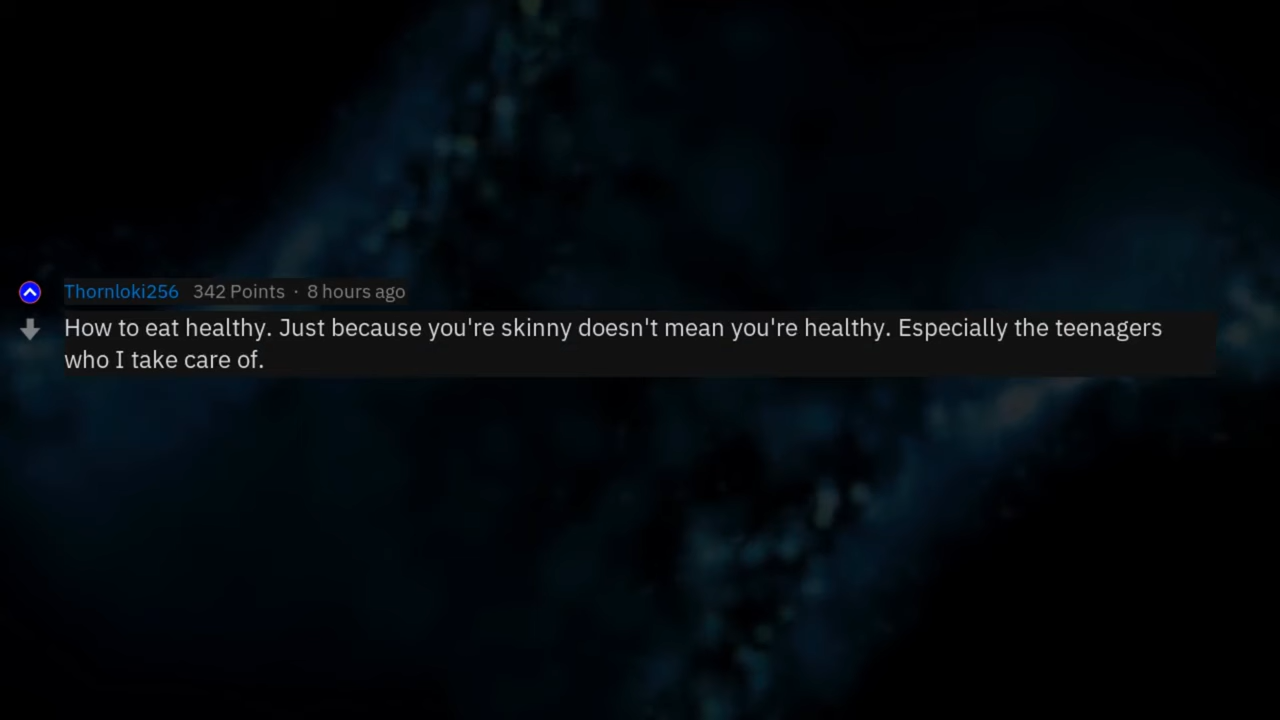 Thornloki256 342 Points · 8 hours ago
How to eat healthy. Just because you're skinny doesn't mean you're healthy. Especially the teenagers
who I take care of.